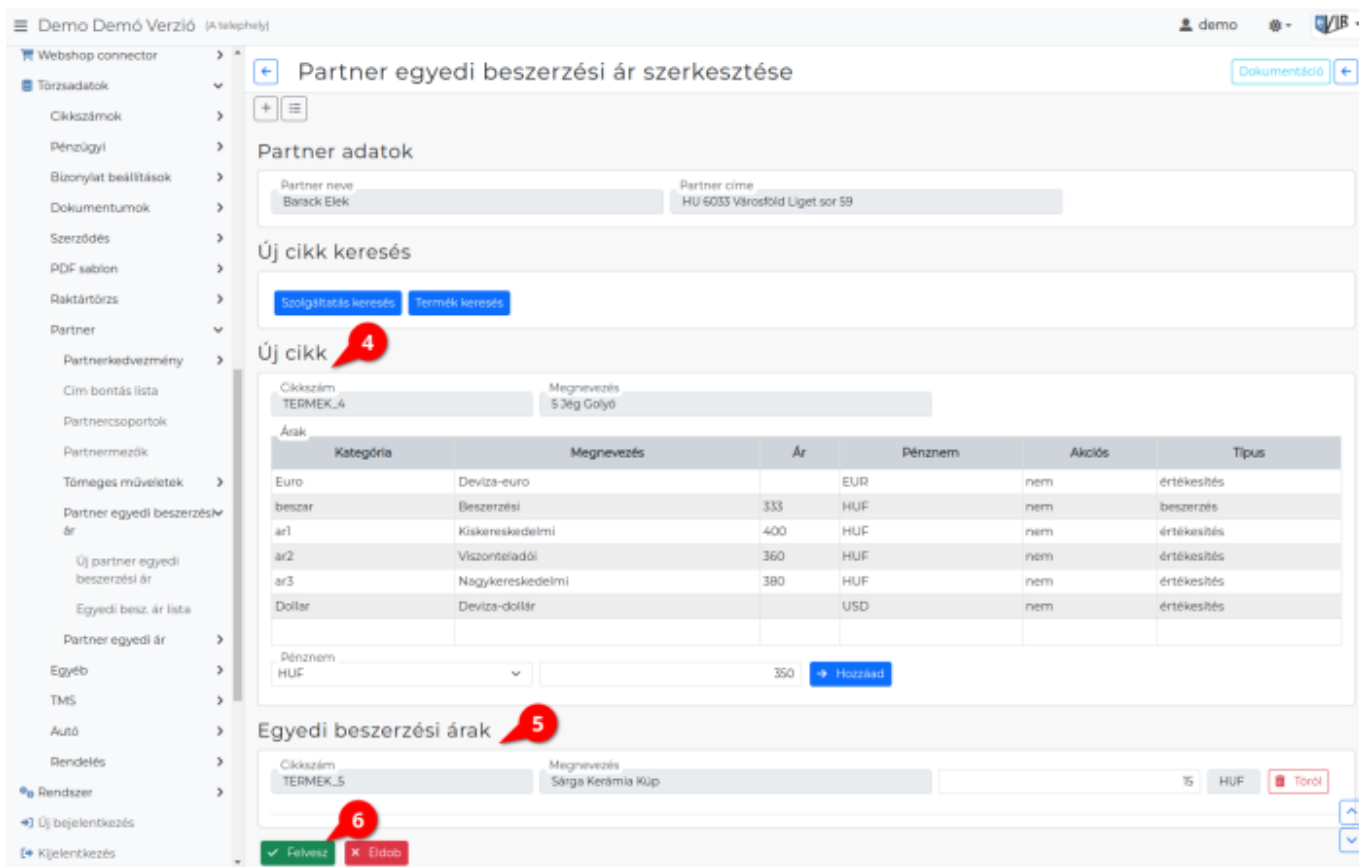 Demo Demó Verzió (A telephely)
demo
Webshop connector
Törzsadatok
Cikkszámok
Pénzügyi
Bizonylat beállítások
Dokumentumok
Szerződés
PDF sablon
Raktártörzs
Partner
Partnerkedvezmény
Cím bontás lista
Partnercsoportok
Partnermezők
Tömeges műveletek
Partner egyedi beszerzési
ár
Új partner egyedi
beszerzési ár
Egyedi besz. ár lista
Partner egyedi ár
Egyéb
TMS
Autó
Rendelés
Rendszer
Új bejelentkezés
Kijelentkezés
Partner egyedi beszerzési ár szerkesztése
Dokumentáció
Partner adatok
Partner neve Partner címe
Barack Elek HU 6033 Városföld Liget sor 59
Új cikk keresés
Szolgáltatás keresés Termék keresés
4
Új cikk
Cikkszám Megnevezés
TERMEK_4 5 Jég Golyó
Árak
Kategória Megnevezés Ár Pénznem Akciós Típus
Euro Deviza-euro EUR nem értékesítés
beszar Beszerzési 333 HUF nem beszerzés
ar1 Kiskereskedelmi 400 HUF nem értékesítés
ar2 Viszonteladói 360 HUF nem értékesítés
ar3 Nagykereskedelmi 380 HUF nem értékesítés
Dollar Deviza-dollár USD nem értékesítés
Pénznem
HUF 350 Hozzáad
Egyedi beszerzési árak 5
Cikkszám Megnevezés
TERMEK_5 Sárga Kerámia Kúp 15 HUF Töröl
6
Felvesz Eldob